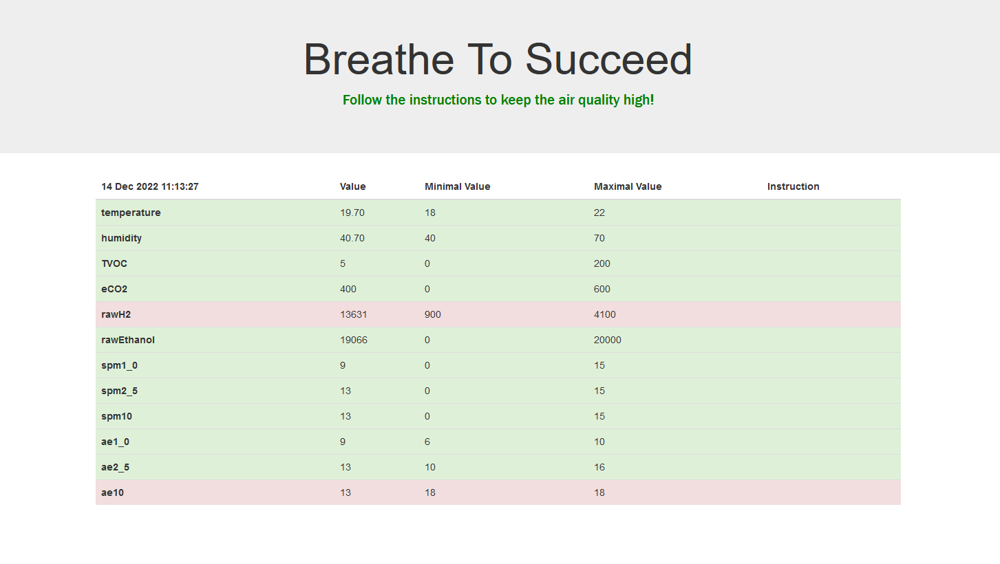 Breathe To Succeed
Follow the instructions to keep the air quality high!
14 Dec 2022 11:13:27 Value Minimal Value Maximal Value Instruction
temperature 19.70 18 22
humidity 40.70 40 70
TVOC 5 0 200
eCO2 400 0 600
rawH2 13631 900 4100
rawEthanol 19066 0 20000
spm1_0 9 0 15
spm2_5 13 0 15
spm10 13 0 15
ae1_0 9 6 10
ae2_5 13 10 16
ae10 13 18 18